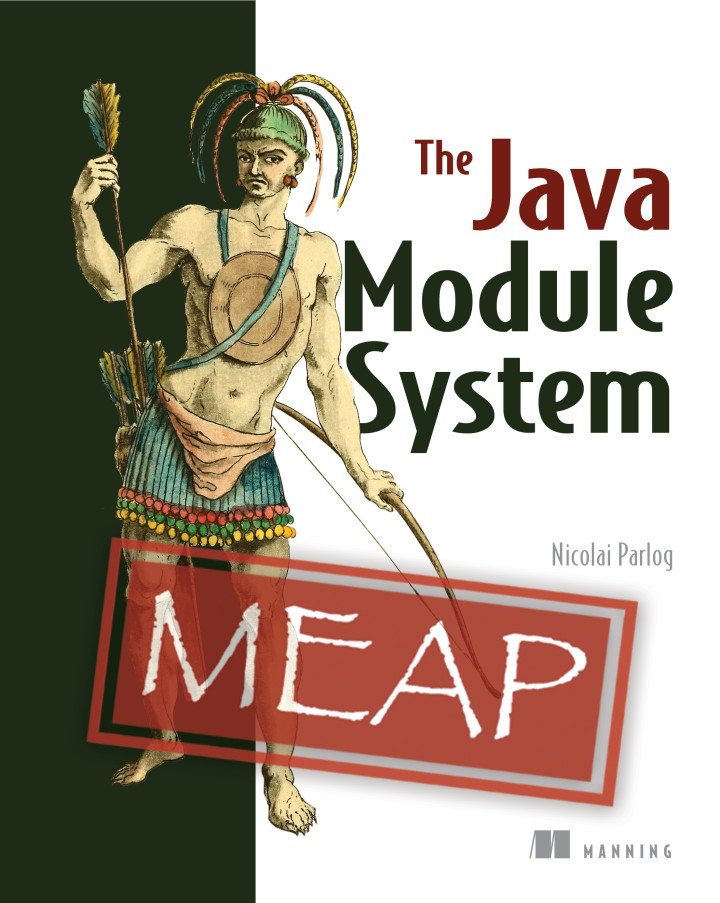 The Java
Module
System
Nicolai Parlog
MEAP
MANNING